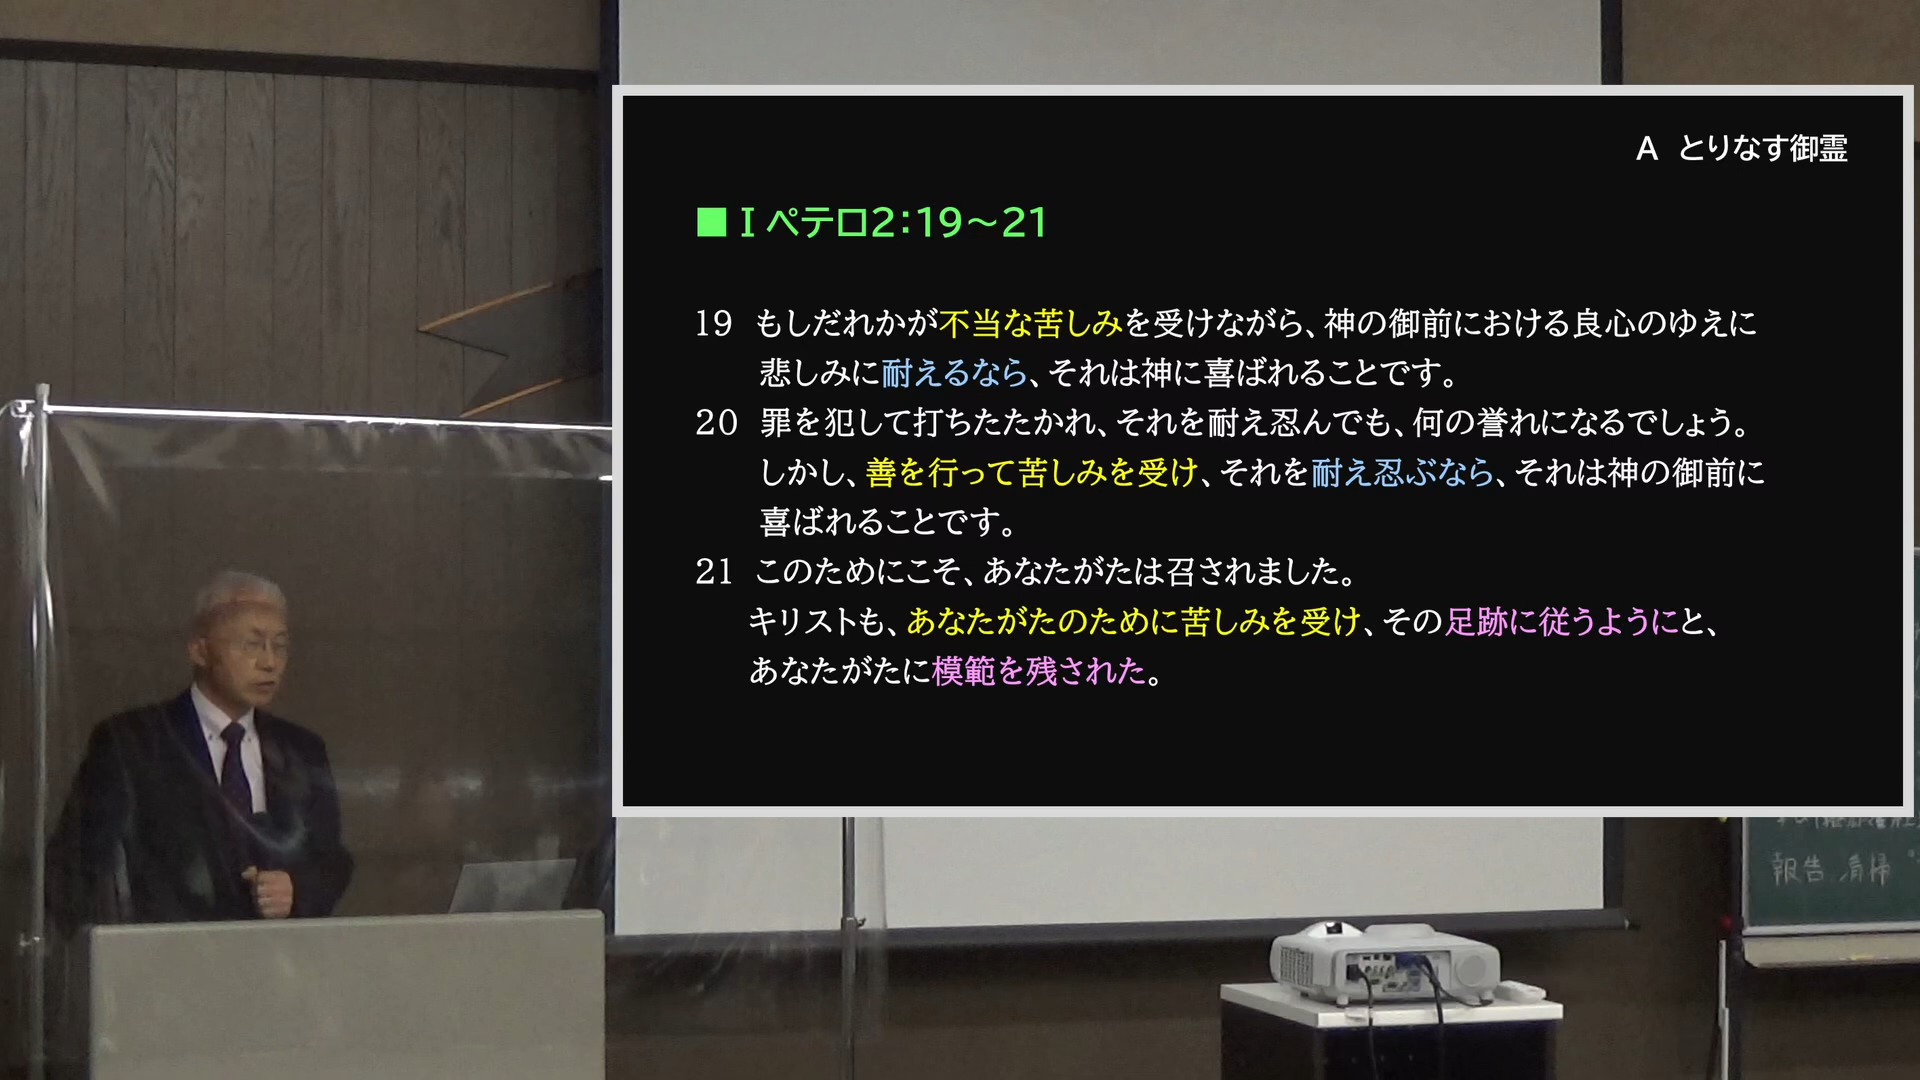 A とりなす御霊
■Ⅰペテロ2:19～21
19 もしだれかが不当な苦しみを受けながら、神の御前における良心のゆえに
悲しみに耐えるなら、それは神に喜ばれることです。
20 罪を犯して打ちたたかれ、それを耐え忍んでも、何の誉れになるでしょう。
しかし、善を行って苦しみを受け、それを耐え忍ぶなら、それは神の御前に
喜ばれることです。
21 このためにこそ、あなたがたは召されました。
キリストも、あなたがたのために苦しみを受け、その足跡に従うようにと、
あなたがたに模範を残された。
報告